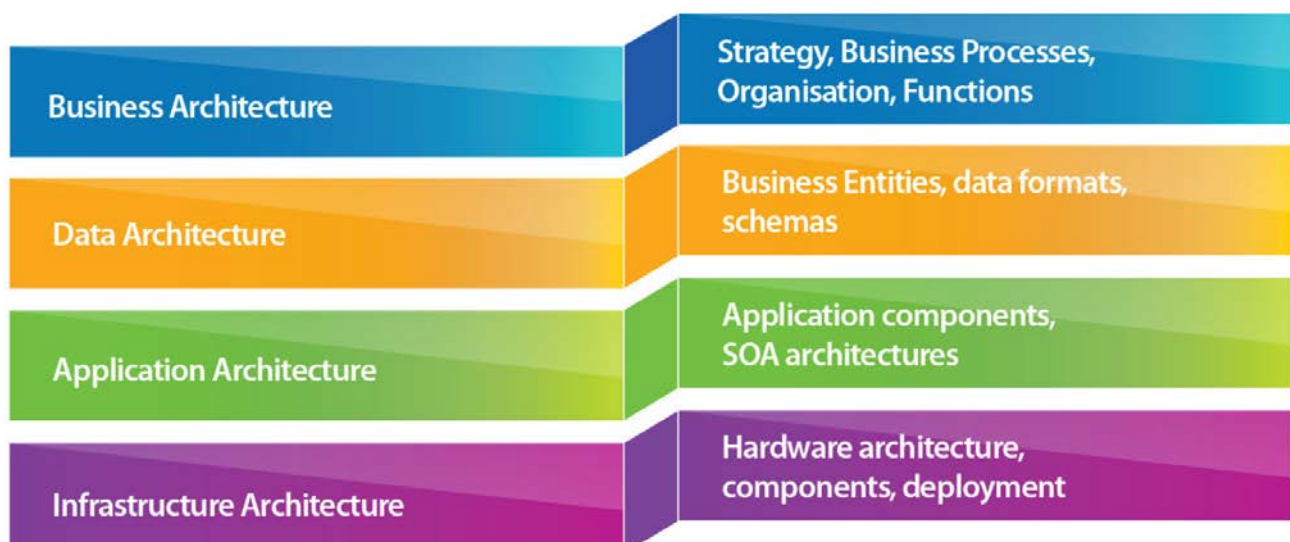 Business Architecture
Strategy, Business Processes,
Organisation, Functions
Data Architecture
Business Entities, data formats,
schemas
Application Architecture
Application components,
SOA architectures
Infrastructure Architecture
Hardware architecture,
components, deployment